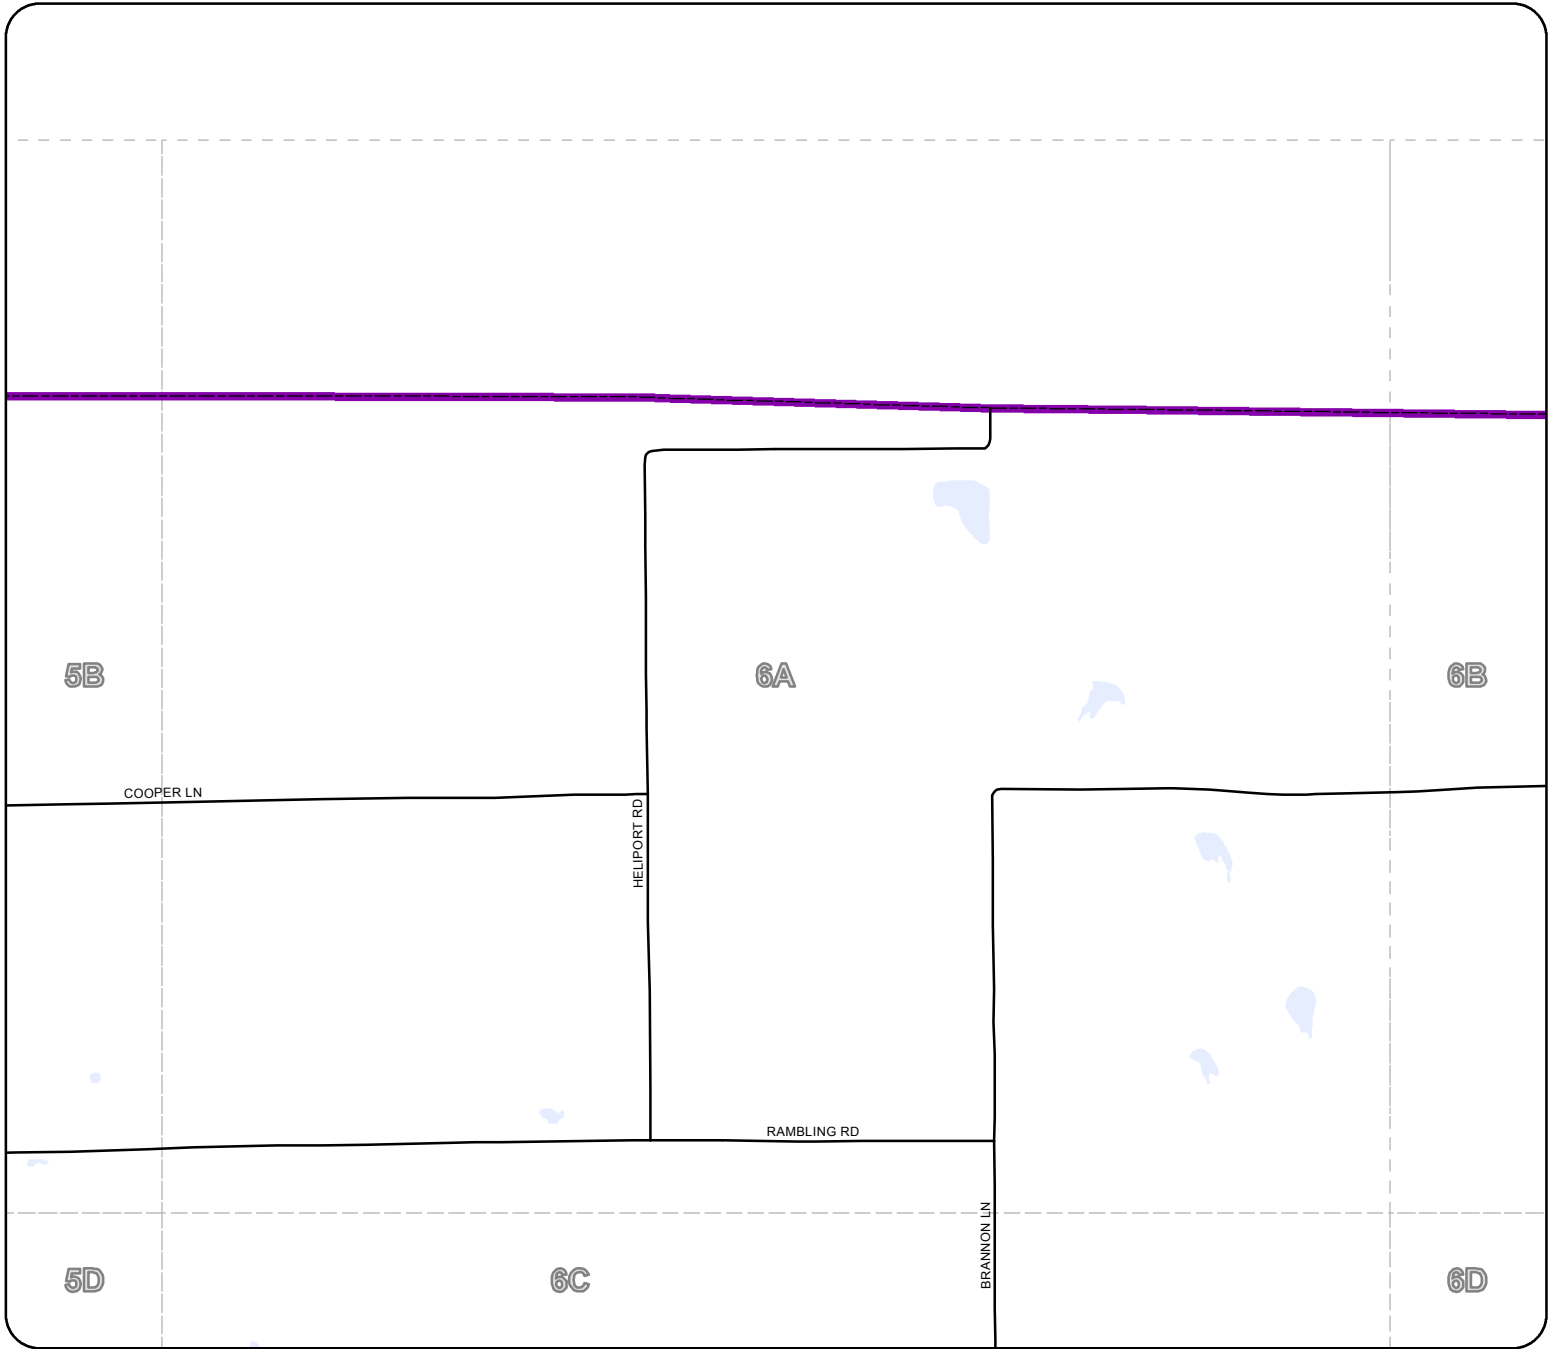 5B
6A
6B
COOPER LN
HELIPORT RD
RAMBLING RD
BRANNON LN
5D
6C
6D